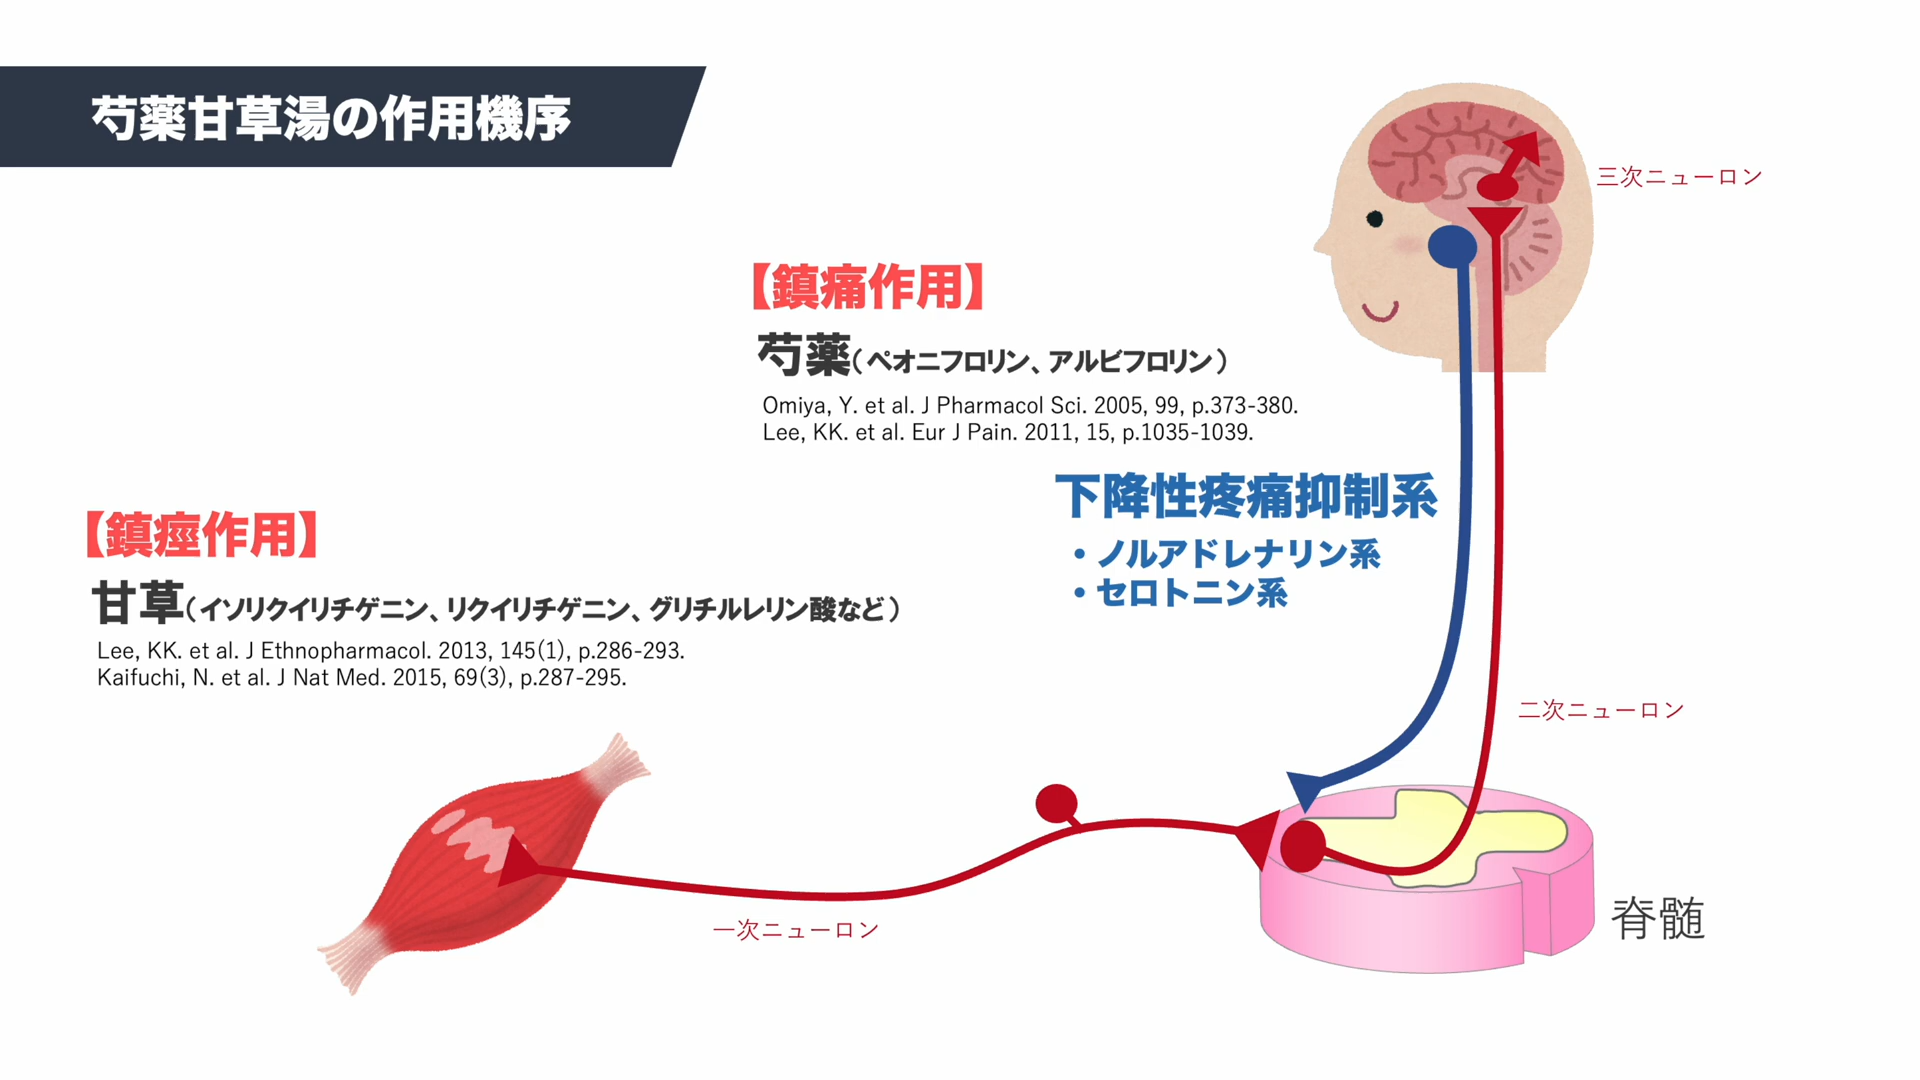 芍薬甘草湯の作用機序
三次ニューロン
【鎮痛作用】
芍薬(ペオニフロリン、アルビフロリン)
Omiya, Y. et al. J Pharmacol Sci. 2005, 99, p.373-380.
Lee, KK. et al. Eur J Pain. 2011, 15, p.1035-1039.
下降性疼痛抑制系
・ノルアドレナリン系
・セロトニン系
【鎮痙作用】
甘草(イソリクイリチゲニン、リクイリチゲニン、グリチルレリン酸など)
Lee, KK. et al. J Ethnopharmacol. 2013, 145(1), p.286-293.
Kaifuchi, N. et al. J Nat Med. 2015, 69(3), p.287-295.
二次ニューロン
一次ニューロン
脊髄